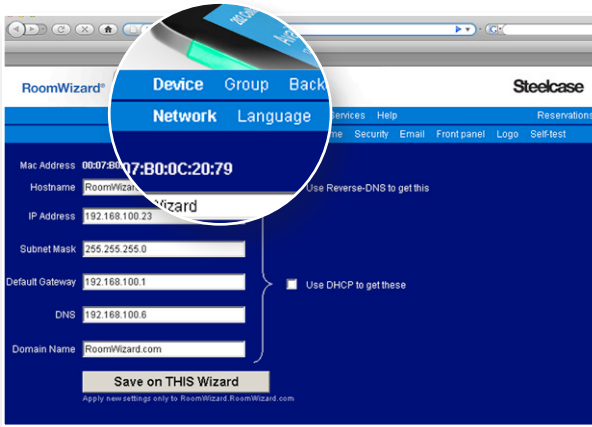 RoomWizard®
Steelcase
Device Group Back
Services Help Reservations
Network Language
Security Email Front panel Logo Self-test
Mac Address 00:07:B0
07:B0:0C:20:79
Hostname RoomWizard
Use Reverse-DNS to get this
Wizard
IP Address 192.168.100.23
Subnet Mask 255.255.255.0
Default Gateway 192.168.100.1
Use DHCP to get these
DNS 192.168.100.6
Domain Name RoomWizard.com
Save on THIS Wizard
Apply new settings only to RoomWizard.RoomWizard.com